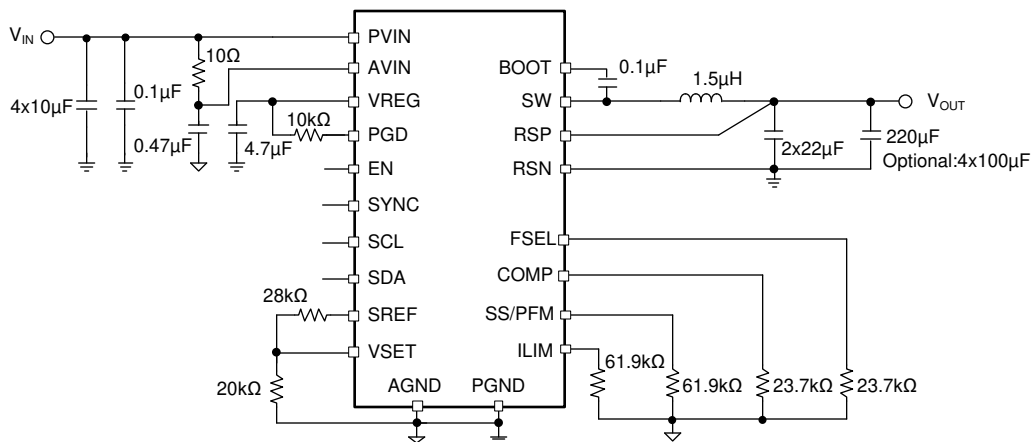 V_IN
10Ω
0.1µF
4x10µF
0.47µF
4.7µF
10kΩ
28kΩ
20kΩ
PVIN
AVIN
VREG
PGD
EN
SYNC
SCL
SDA
SREF
VSET
AGND
PGND
BOOT
SW
RSP
RSN
FSEL
COMP
SS/PFM
ILIM
0.1µF
1.5µH
V_OUT
2x22µF
220µF
Optional:4x100µF
61.9kΩ
61.9kΩ
23.7kΩ
23.7kΩ